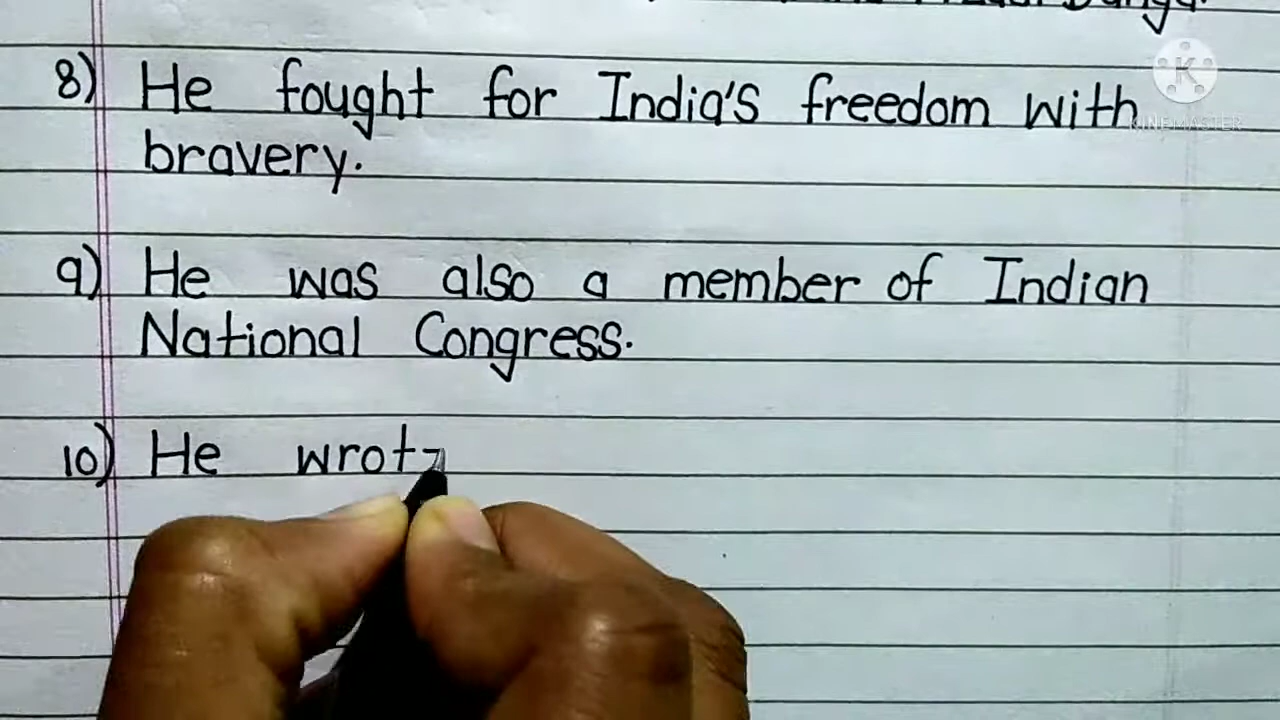 8) He fought for India's freedom with
bravery.
9) He was also a member of Indian
National Congress.
10) He wrot
K
KINEMASTER